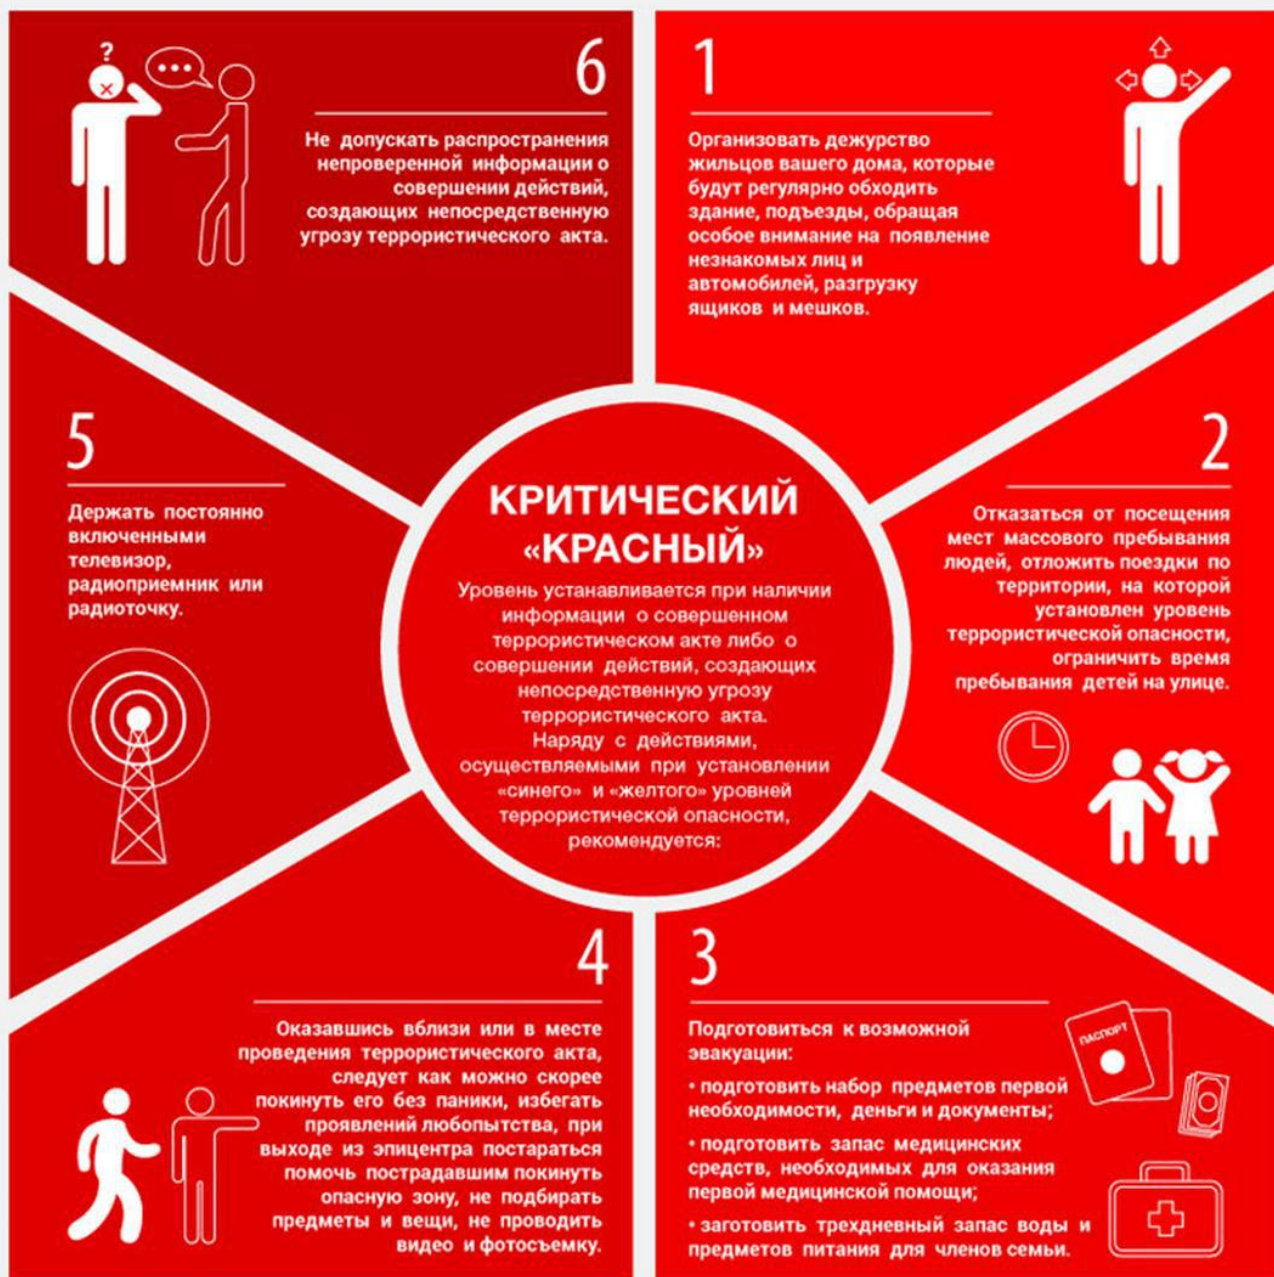 КРИТИЧЕСКИЙ
«КРАСНЫЙ»
Уровень устанавливается при наличии
информации о совершенном
террористическом акте либо о
совершении действий, создающих
непосредственную угрозу
террористического акта.
Наряду с действиями,
осуществляемыми при установлении
«синего» и «желтого» уровней
террористической опасности,
рекомендуется:
1
Организовать дежурство
жильцов вашего дома, которые
будут регулярно обходить
здание, подъезды, обращая
особое внимание на появление
незнакомых лиц и
автомобилей, разгрузку
ящиков и мешков.
2
Отказаться от посещения
мест массового пребывания
людей, отложить поездки по
территории, на которой
установлен уровень
террористической опасности,
ограничить время
пребывания детей на улице.
3
Подготовиться к возможной
эвакуации:
• подготовить набор предметов первой
необходимости, деньги и документы;
• подготовить запас медицинских
средств, необходимых для оказания
первой медицинской помощи;
• заготовить трехдневный запас воды и
предметов питания для членов семьи.
ПАСПОРТ
4
Оказавшись вблизи или в месте
проведения террористического акта,
следует как можно скорее
покинуть его без паники, избегать
проявлений любопытства, при
выходе из эпицентра постараться
помочь пострадавшим покинуть
опасную зону, не подбирать
предметы и вещи, не проводить
видео и фотосъемку.
5
Держать постоянно
включенными
телевизор,
радиоприемник или
радиоточку.
6
?
Не допускать распространения
непроверенной информации о
совершении действий,
создающих непосредственную
угрозу террористического акта.